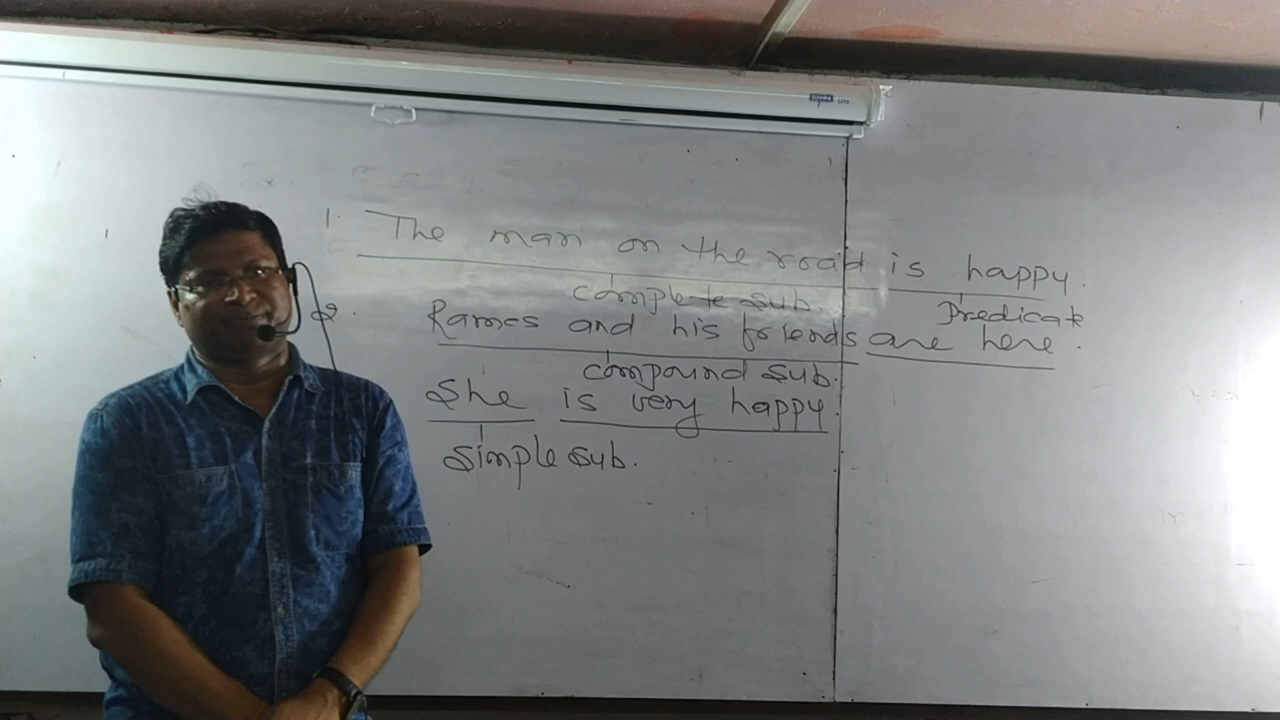 1. The man on the road is happy.
complete sub. Predicate
2. Rames and his friends are here.
compound sub.
She is very happy.
simple sub.